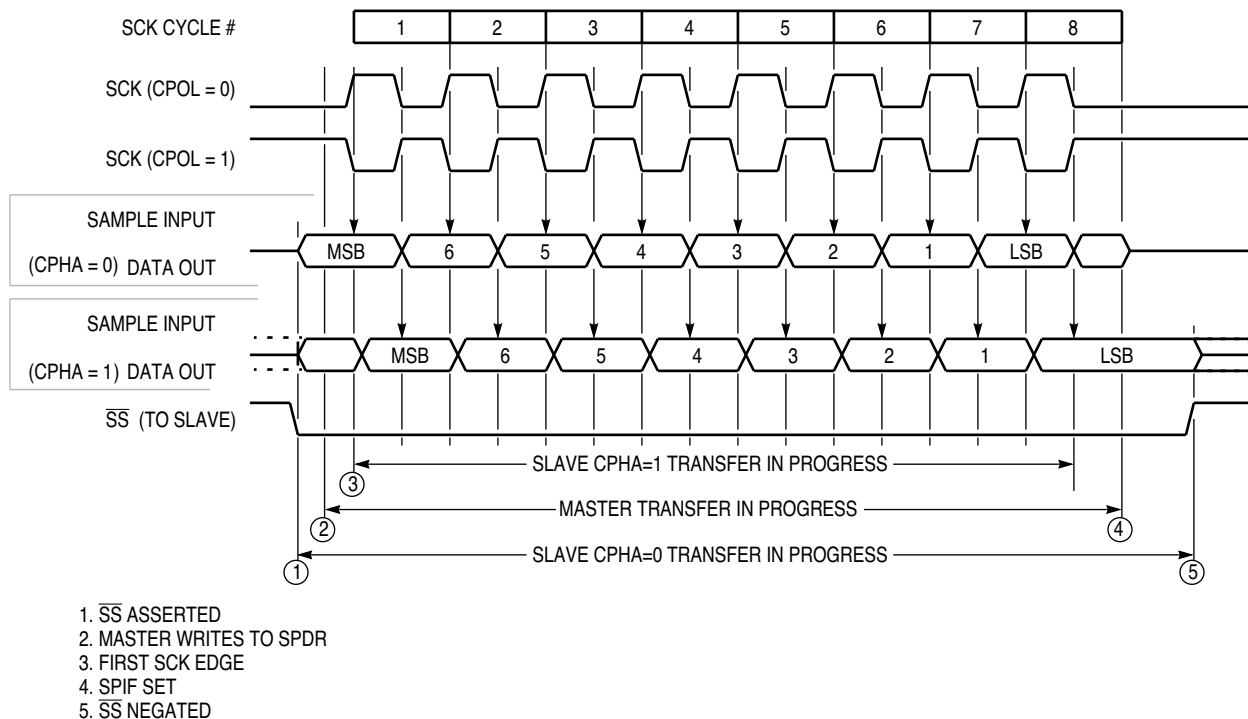 SCK CYCLE # 1 2 3 4 5 6 7 8
SCK (CPOL = 0)
SCK (CPOL = 1)
SAMPLE INPUT
MSB 6 5 4 3 2 1 LSB
(CPHA = 0) DATA OUT
SAMPLE INPUT
MSB 6 5 4 3 2 1 LSB
(CPHA = 1) DATA OUT
S̅S̅ (TO SLAVE)
SLAVE CPHA=1 TRANSFER IN PROGRESS
3
MASTER TRANSFER IN PROGRESS
2 4
SLAVE CPHA=0 TRANSFER IN PROGRESS
1 5
1. S̅S̅ ASSERTED
2. MASTER WRITES TO SPDR
3. FIRST SCK EDGE
4. SPIF SET
5. S̅S̅ NEGATED